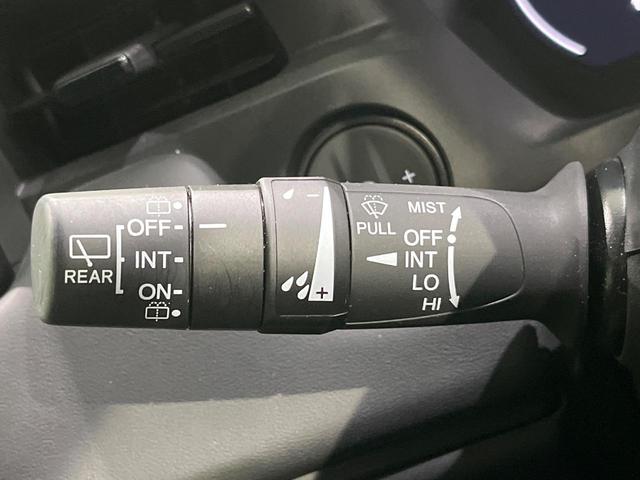 REAR
OFF
INT
ON
-
+
PULL
MIST
OFF
INT
LO
HI
+